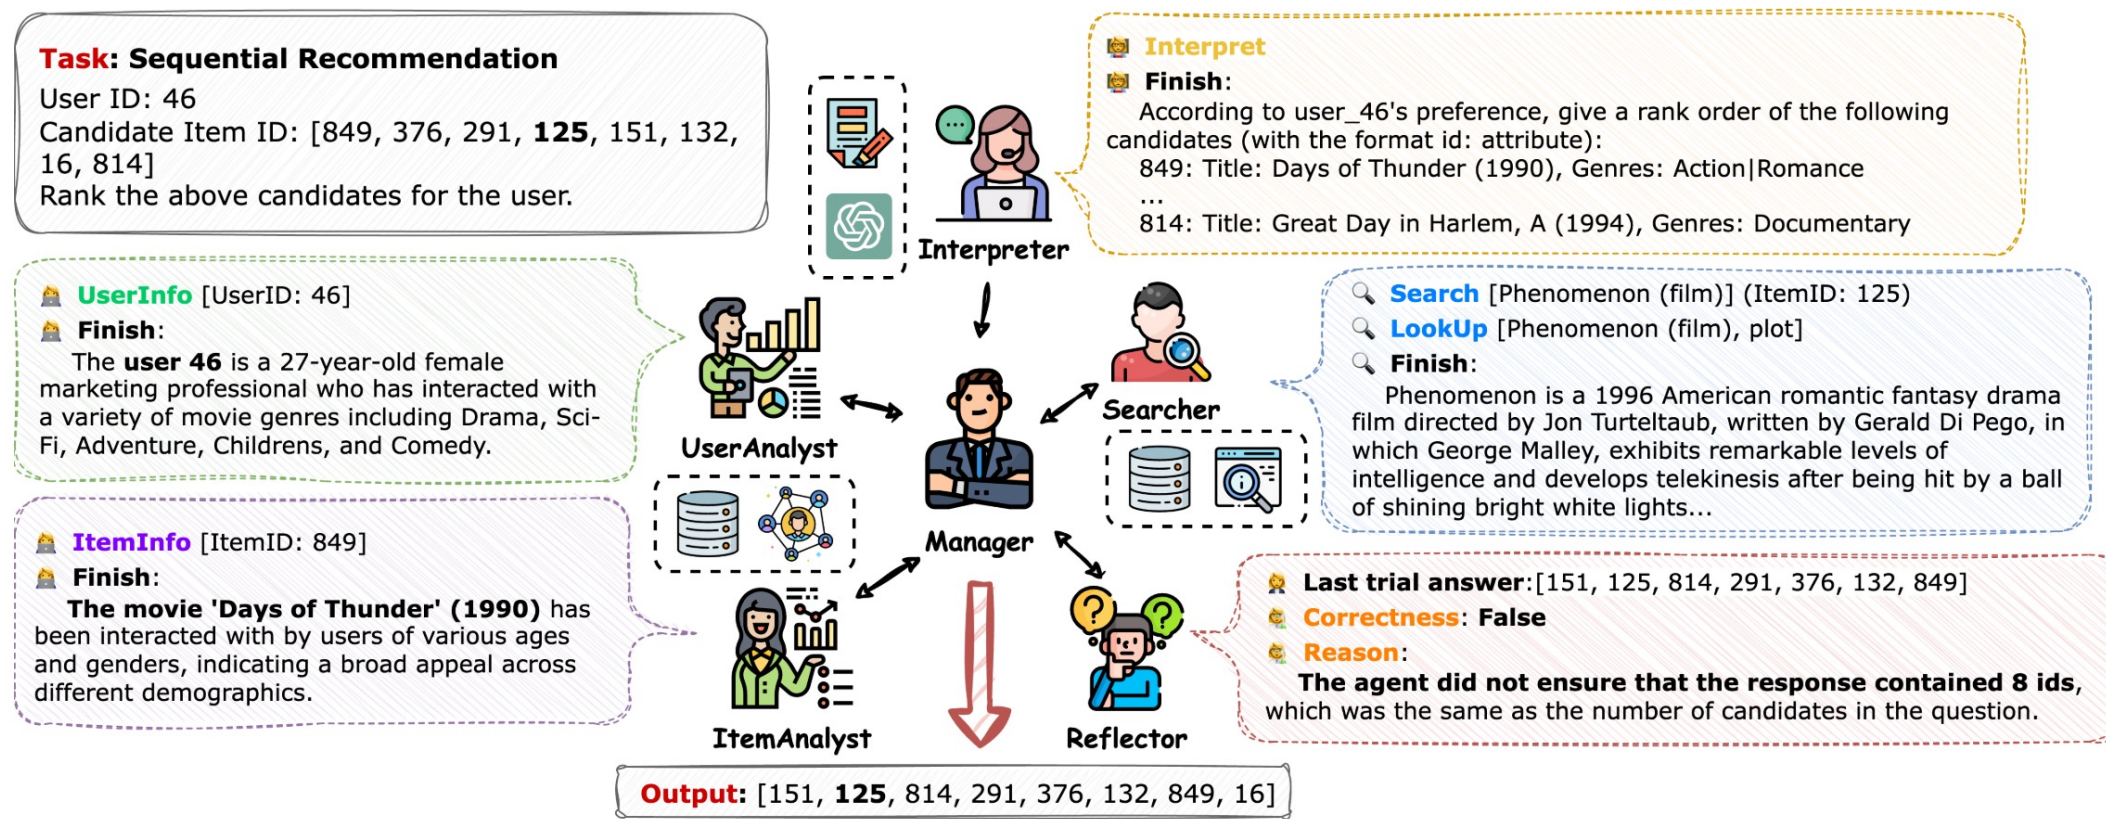 Task: Sequential Recommendation
User ID: 46
Candidate Item ID: [849, 376, 291, 125, 151, 132,
16, 814]
Rank the above candidates for the user.
Interpret
Finish:
According to user_46's preference, give a rank order of the following
candidates (with the format id: attribute):
849: Title: Days of Thunder (1990), Genres: Action|Romance
...
814: Title: Great Day in Harlem, A (1994), Genres: Documentary
Interpreter
UserInfo [UserID: 46]
Finish:
The user 46 is a 27-year-old female
marketing professional who has interacted with
a variety of movie genres including Drama, Sci-
Fi, Adventure, Childrens, and Comedy.
UserAnalyst
Search [Phenomenon (film)] (ItemID: 125)
LookUp [Phenomenon (film), plot]
Finish:
Phenomenon is a 1996 American romantic fantasy drama
film directed by Jon Turteltaub, written by Gerald Di Pego, in
which George Malley, exhibits remarkable levels of
intelligence and develops telekinesis after being hit by a ball
of shining bright white lights...
Searcher
Manager
ItemInfo [ItemID: 849]
Finish:
The movie 'Days of Thunder' (1990) has
been interacted with by users of various ages
and genders, indicating a broad appeal across
different demographics.
ItemAnalyst
Last trial answer:[151, 125, 814, 291, 376, 132, 849]
Correctness: False
Reason:
The agent did not ensure that the response contained 8 ids,
which was the same as the number of candidates in the question.
Reflector
Output: [151, 125, 814, 291, 376, 132, 849, 16]